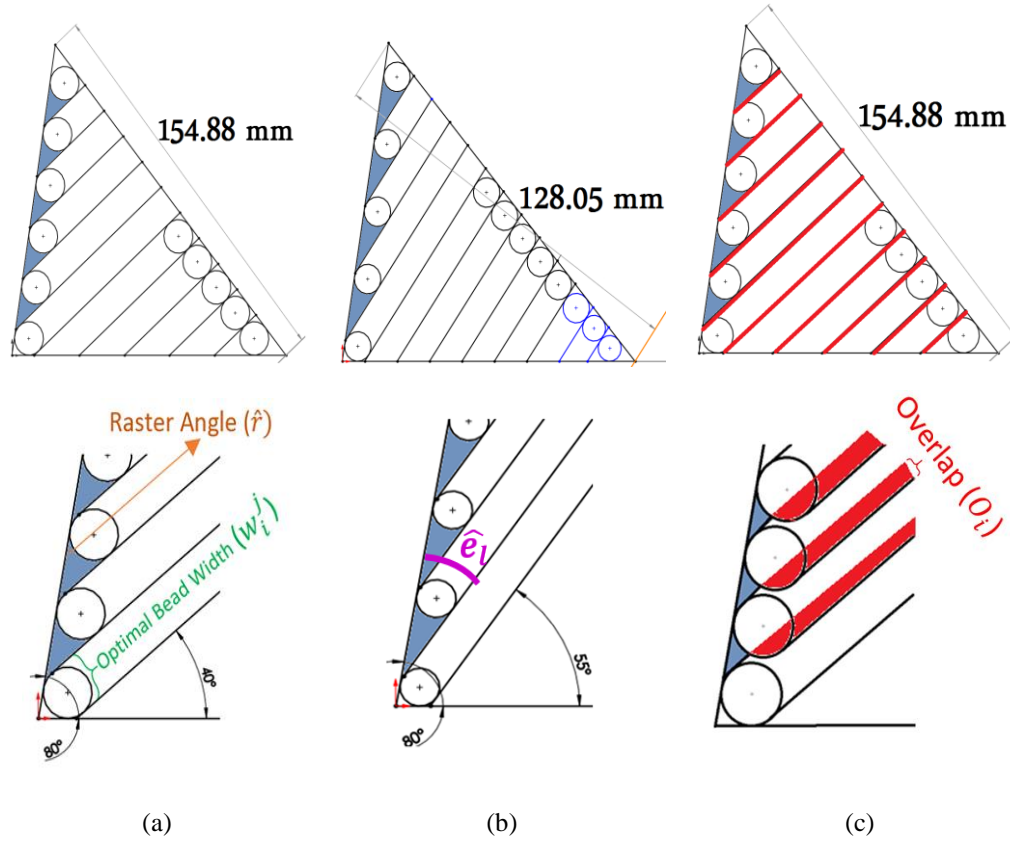 154.88 mm
128.05 mm
154.88 mm
Raster Angle (r̂)
Optimal Bead Width (w_i^j)
40°
80°
ê_l
55°
80°
Overlap (O_i)
(a)
(b)
(c)